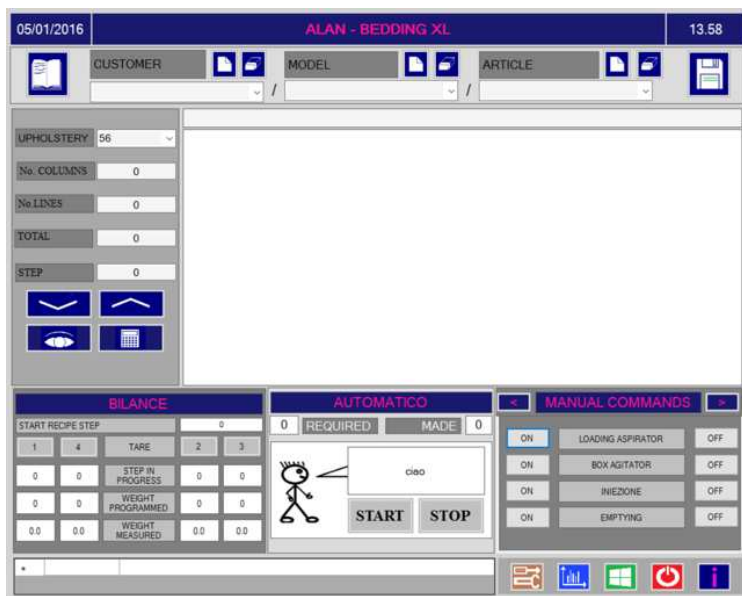 05/01/2016 ALAN - BEDDING XL 13.58
CUSTOMER MODEL ARTICLE
/ /
UPHOLSTERY 56
No. COLUMNS 0
No.LINES 0
TOTAL 0
STEP 0
BILANCE
START RECIPE STEP 0
1 4 TARE 2 3
0 0 STEP IN PROGRESS 0 0
0 0 WEIGHT PROGRAMMED 0 0
0.0 0.0 WEIGHT MEASURED 0.0 0.0
AUTOMATICO
0 REQUIRED MADE 0
ciao
START STOP
< MANUAL COMMANDS >
ON LOADING ASPIRATOR OFF
ON BOX AGITATOR OFF
ON INIEZIONE OFF
ON EMPTYING OFF
*
C i